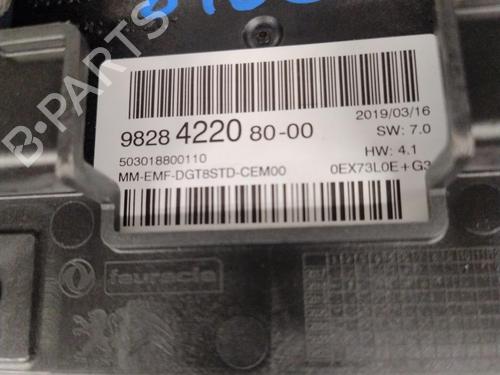 B-PARTS
9828 4220 80-00
2019/03/16
SW: 7.0
503018800110
HW: 4.1
MM-EMF-DGT8STD-CEM00
0EX73L0E+G3
faurecia